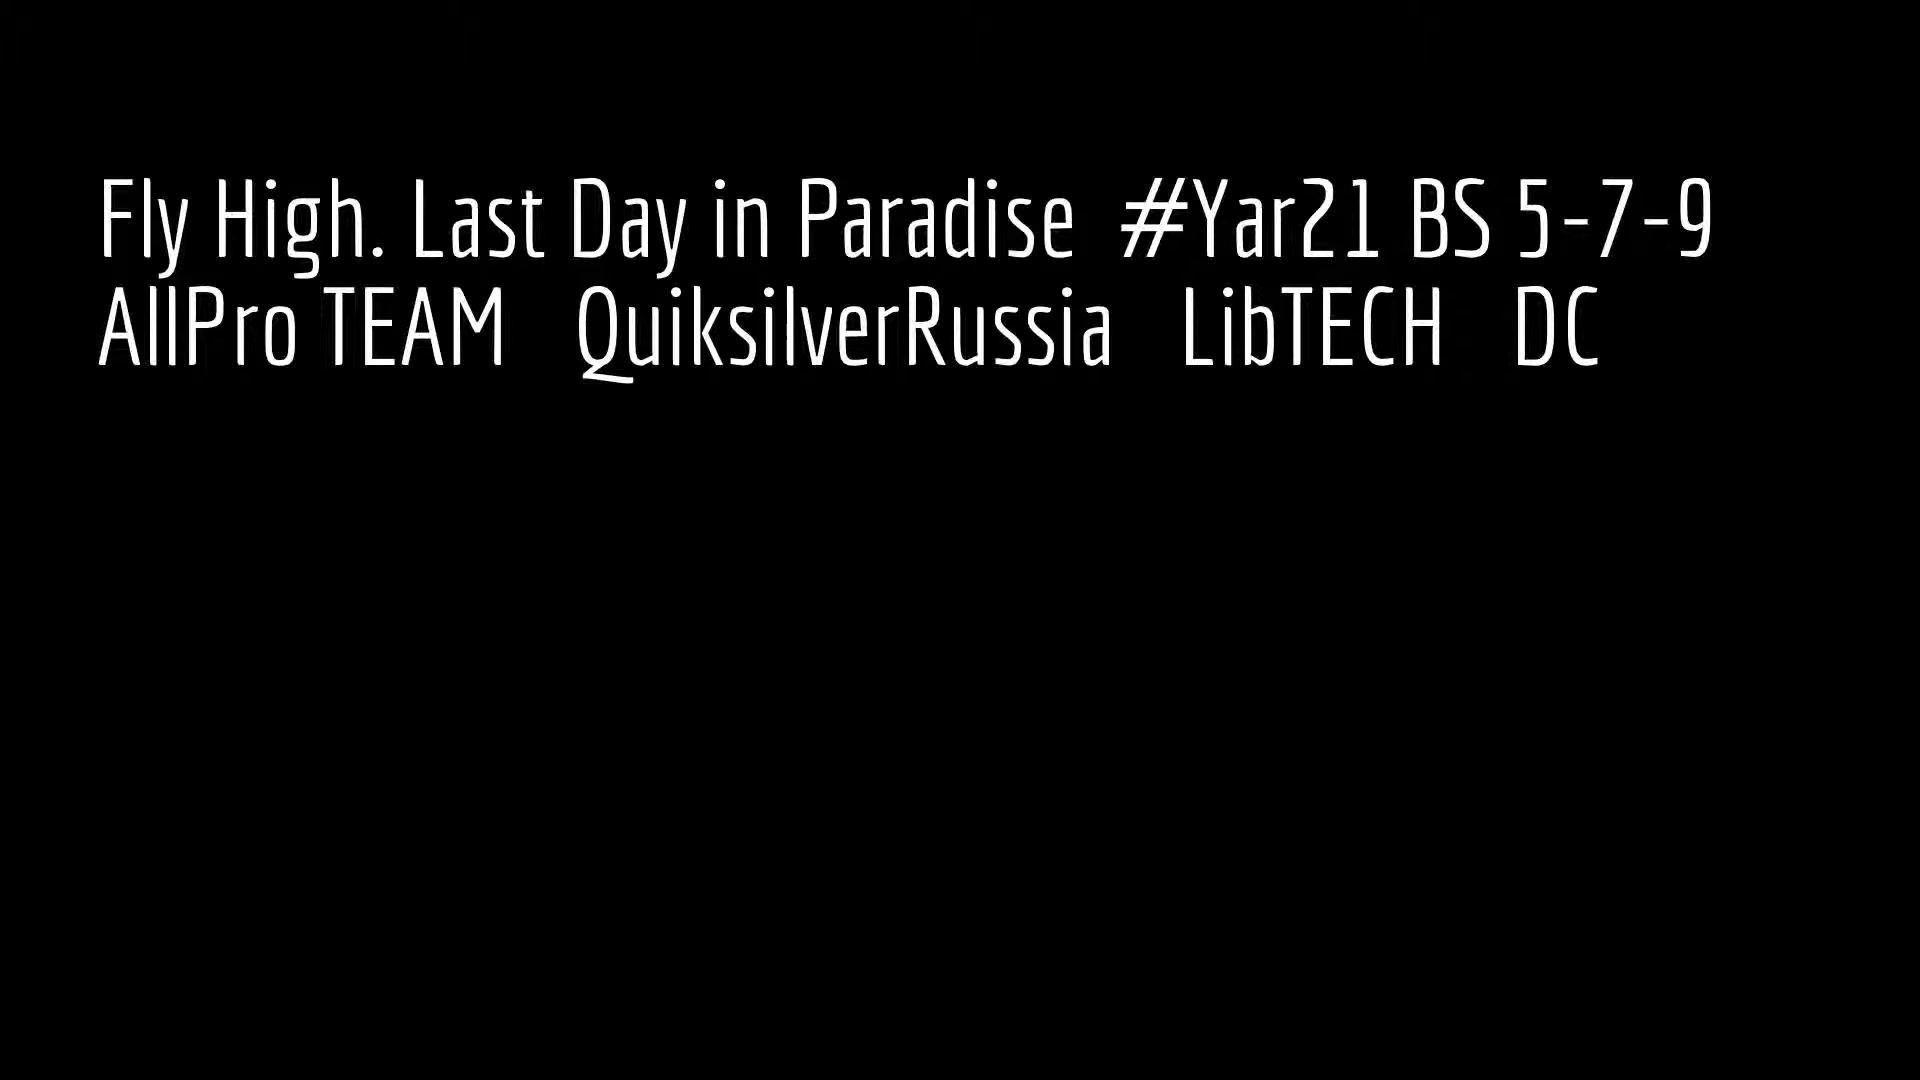 Fly High. Last Day in Paradise  #Yar21 BS 5-7-9
AllPro TEAM   QuiksilverRussia   LibTECH   DC